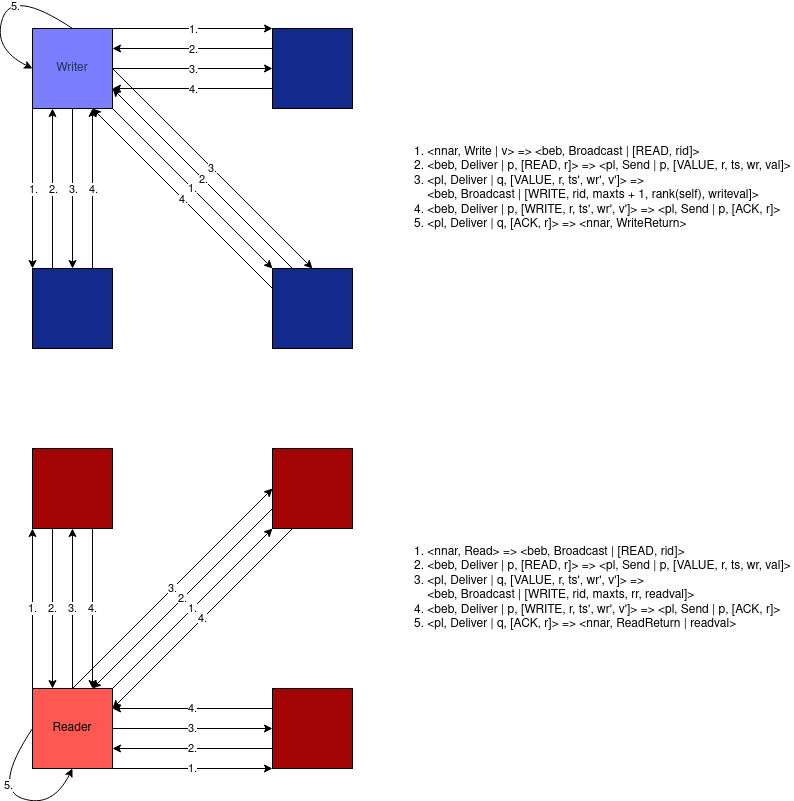 5.
Writer
1.
2.
3.
4.
1.
2.
3.
4.
3.
2.
1.
4.
1. <nnar, Write | v> => <beb, Broadcast | [READ, rid]>
2. <beb, Deliver | p, [READ, r]> => <pl, Send | p, [VALUE, r, ts, wr, val]>
3. <pl, Deliver | q, [VALUE, r, ts', wr', v']> =>
<beb, Broadcast | [WRITE, rid, maxts + 1, rank(self), writeval]>
4. <beb, Deliver | p, [WRITE, r, ts', wr', v']> => <pl, Send | p, [ACK, r]>
5. <pl, Deliver | q, [ACK, r]> => <nnar, WriteReturn>
1.
2.
3.
4.
3.
2.
1.
4.
Reader
4.
3.
2.
1.
5.
1. <nnar, Read> => <beb, Broadcast | [READ, rid]>
2. <beb, Deliver | p, [READ, r]> => <pl, Send | p, [VALUE, r, ts, wr, val]>
3. <pl, Deliver | q, [VALUE, r, ts', wr', v']> =>
<beb, Broadcast | [WRITE, rid, maxts, rr, readval]>
4. <beb, Deliver | p, [WRITE, r, ts', wr', v']> => <pl, Send | p, [ACK, r]>
5. <pl, Deliver | q, [ACK, r]> => <nnar, ReadReturn | readval>